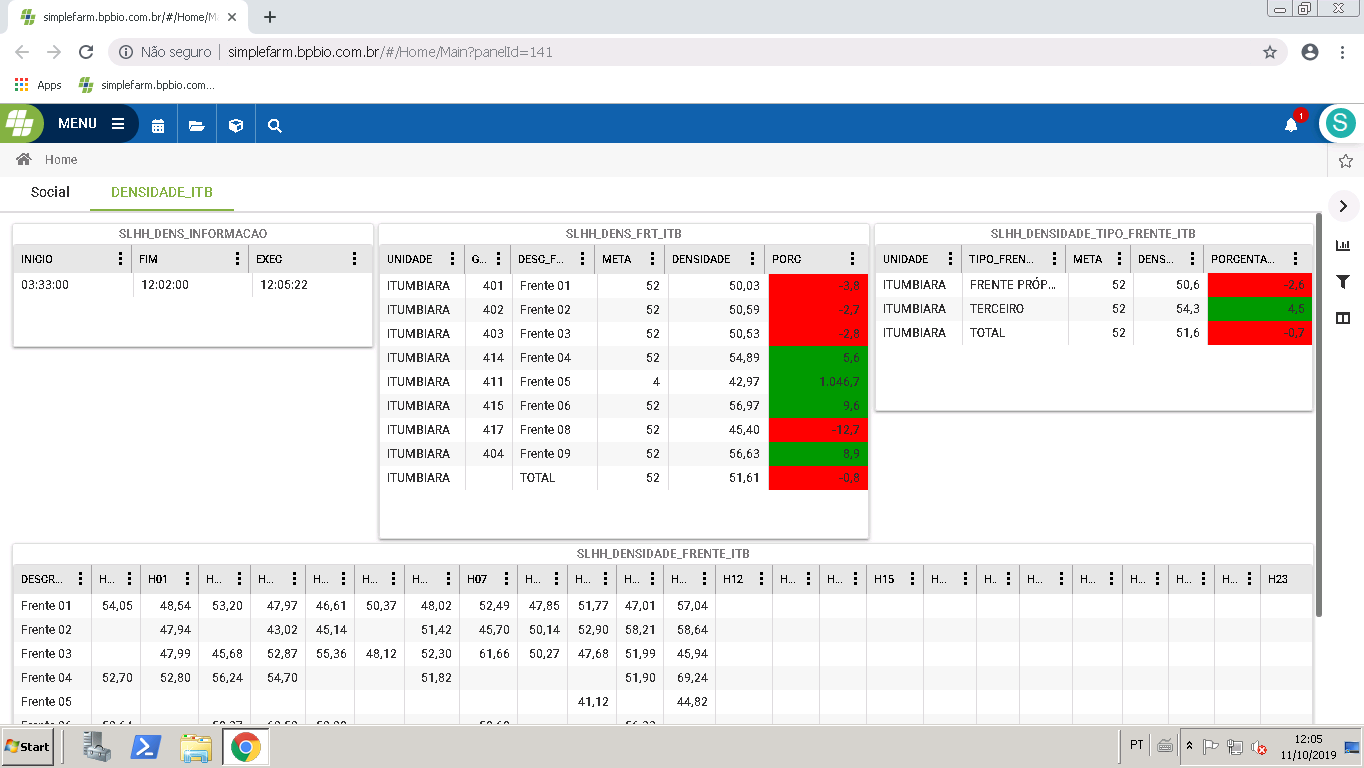 simplefarm.bpbio.com.br/#/Home/M
Não seguro | simplefarm.bpbio.com.br/#/Home/Main?panelId=141
Apps simplefarm.bpbio.com...
MENU 1 S
Home
Social DENSIDADE_ITB
SLHH_DENS_INFORMACAO
INICIO FIM EXEC
03:33:00 12:02:00 12:05:22
SLHH_DENS_FRT_ITB
UNIDADE G... DESC_F... META DENSIDADE PORC
ITUMBIARA 401 Frente 01 52 50,03 -3,8
ITUMBIARA 402 Frente 02 52 50,59 -2,7
ITUMBIARA 403 Frente 03 52 50,53 -2,8
ITUMBIARA 414 Frente 04 52 54,89 5,6
ITUMBIARA 411 Frente 05 4 42,97 1.046,7
ITUMBIARA 415 Frente 06 52 56,97 9,6
ITUMBIARA 417 Frente 08 52 45,40 -12,7
ITUMBIARA 404 Frente 09 52 56,63 8,9
ITUMBIARA TOTAL 52 51,61 -0,8
SLHH_DENSIDADE_TIPO_FRENTE_ITB
UNIDADE TIPO_FREN... META DENS... PORCENTA...
ITUMBIARA FRENTE PRÓP... 52 50,6 -2,6
ITUMBIARA TERCEIRO 52 54,3 4,5
ITUMBIARA TOTAL 52 51,6 -0,7
SLHH_DENSIDADE_FRENTE_ITB
DESCR... H... H01 H... H... H... H... H... H07 H... H... H... H... H12 H... H... H15 H... H... H... H... H... H... H... H23
Frente 01 54,05 48,54 53,20 47,97 46,61 50,37 48,02 52,49 47,85 51,77 47,01 57,04
Frente 02 47,94 43,02 45,14 51,42 45,70 50,14 52,90 58,21 58,64
Frente 03 47,99 45,68 52,87 55,36 48,12 52,30 61,66 50,27 47,68 51,99 45,94
Frente 04 52,70 52,80 56,24 54,70 51,82 51,90 69,24
Frente 05 41,12 44,82
Start PT 12:05
11/10/2019